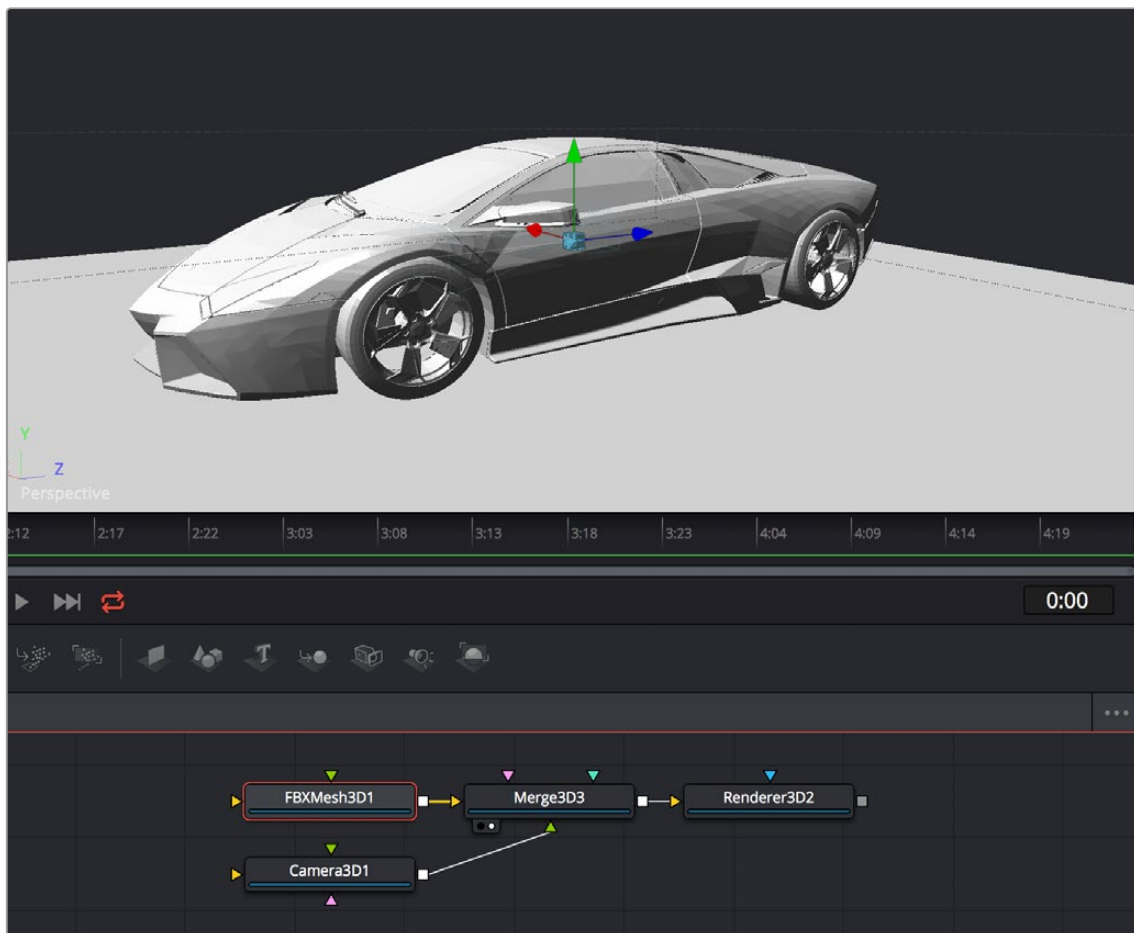 Y
Z
Perspective
2:12 2:17 2:22 3:03 3:08 3:13 3:18 3:23 4:04 4:09 4:14 4:19
0:00
T
FBXMesh3D1 Merge3D3 Renderer3D2
Camera3D1